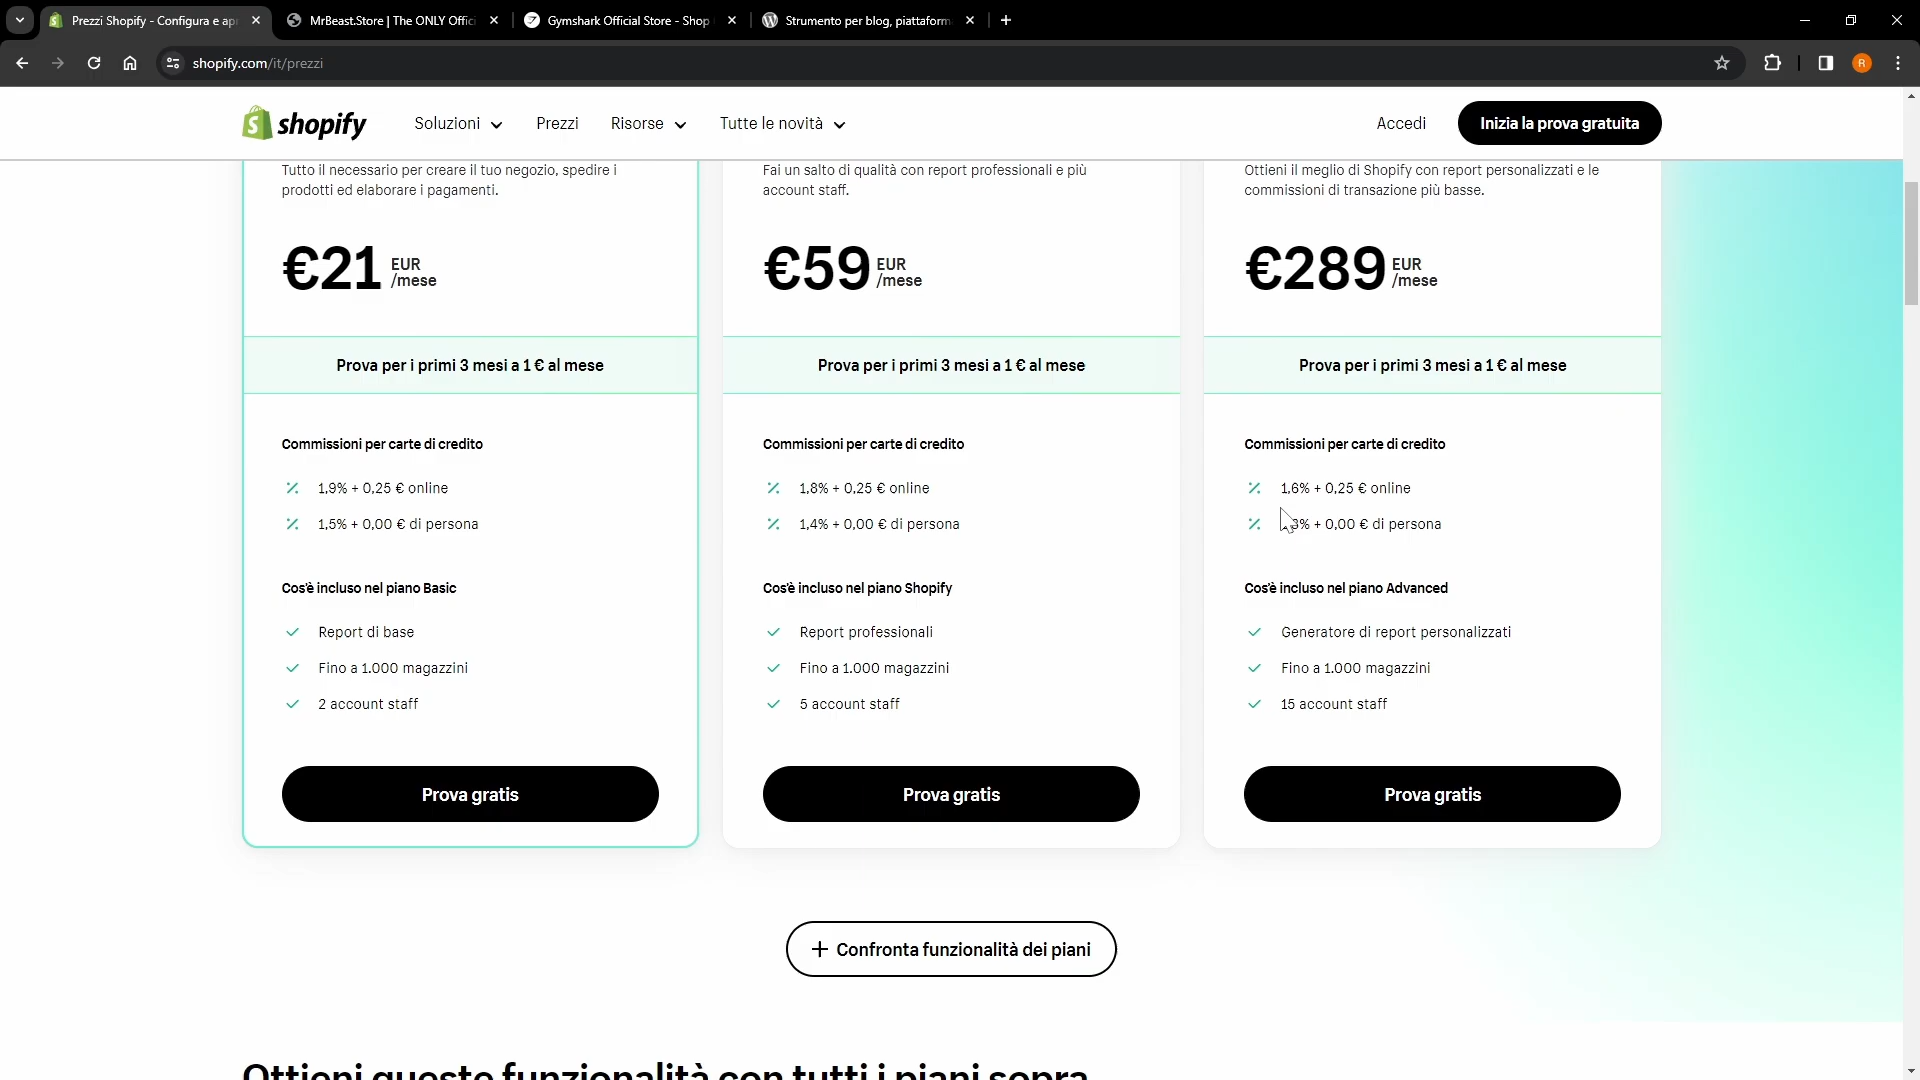 Prezzi Shopify - Configura e apr
MrBeast.Store | The ONLY Offic
Gymshark Official Store - Shop
Strumento per blog, piattaform
shopify.com/it/prezzi
R
shopify
Soluzioni
Prezzi
Risorse
Tutte le novità
Accedi
Inizia la prova gratuita
Tutto il necessario per creare il tuo negozio, spedire i
prodotti ed elaborare i pagamenti.
€21 EUR
/mese
Prova per i primi 3 mesi a 1 € al mese
Commissioni per carte di credito
1,9% + 0,25 € online
1,5% + 0,00 € di persona
Cos'è incluso nel piano Basic
Report di base
Fino a 1.000 magazzini
2 account staff
Prova gratis
Fai un salto di qualità con report professionali e più
account staff.
€59 EUR
/mese
Prova per i primi 3 mesi a 1 € al mese
Commissioni per carte di credito
1,8% + 0,25 € online
1,4% + 0,00 € di persona
Cos'è incluso nel piano Shopify
Report professionali
Fino a 1.000 magazzini
5 account staff
Prova gratis
Ottieni il meglio di Shopify con report personalizzati e le
commissioni di transazione più basse.
€289 EUR
/mese
Prova per i primi 3 mesi a 1 € al mese
Commissioni per carte di credito
1,6% + 0,25 € online
3% + 0,00 € di persona
Cos'è incluso nel piano Advanced
Generatore di report personalizzati
Fino a 1.000 magazzini
15 account staff
Prova gratis
+ Confronta funzionalità dei piani
Ottieni queste funzionalità con tutti i piani sopra